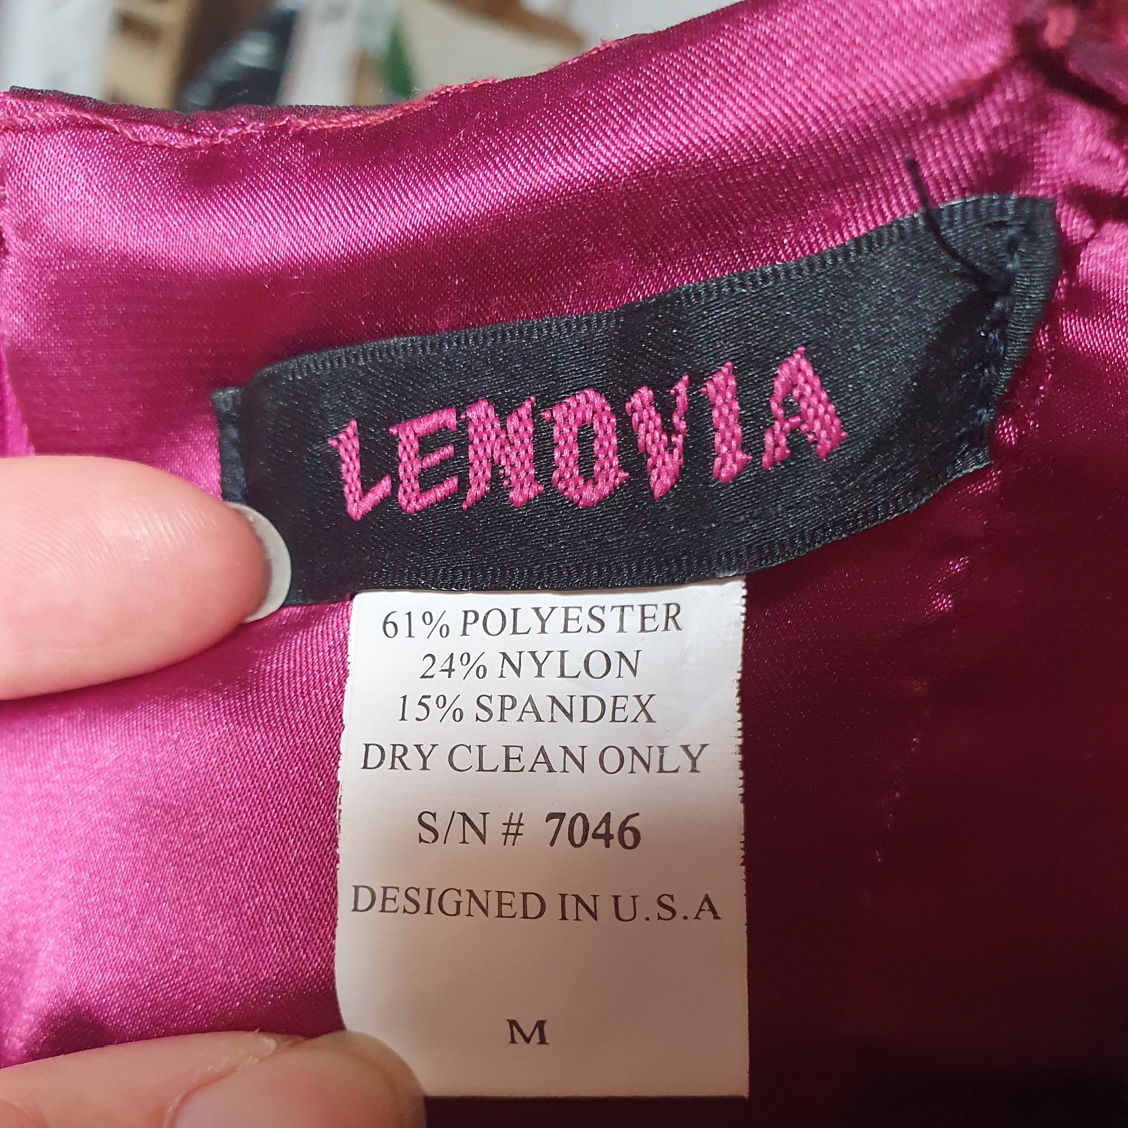 LENOVIA
61% POLYESTER
24% NYLON
15% SPANDEX
DRY CLEAN ONLY
S/N # 7046
DESIGNED IN U.S.A
M